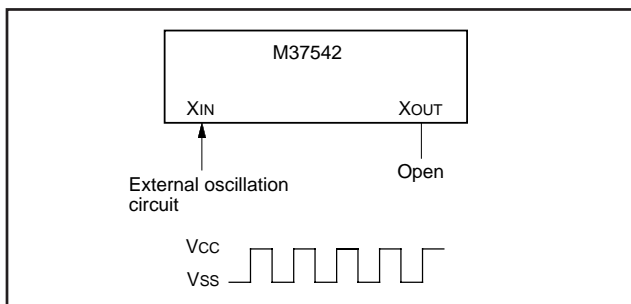 M37542
XIN XOUT
External oscillation
circuit
Open
VCC
VSS